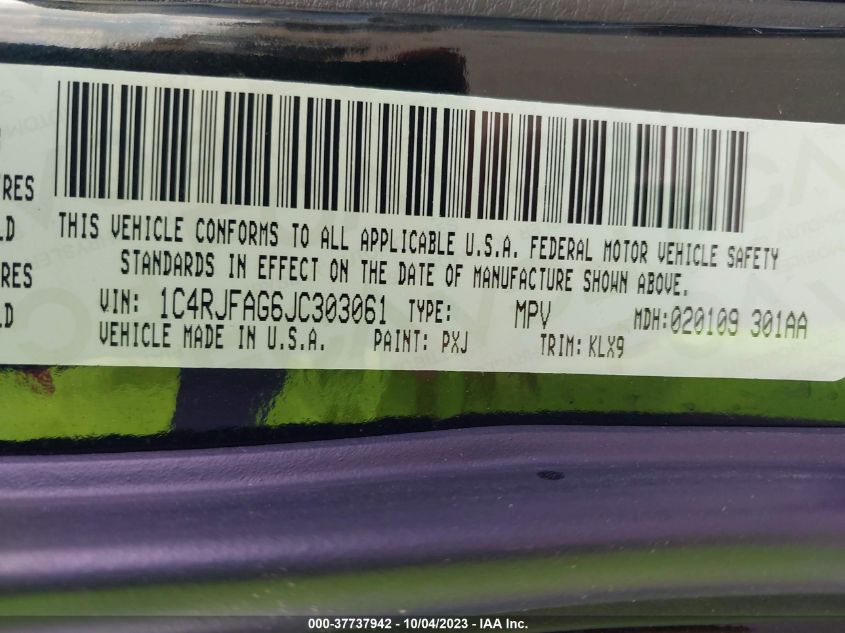 RES
LD
RES
LD
THIS VEHICLE CONFORMS TO ALL APPLICABLE U.S.A. FEDERAL MOTOR VEHICLE SAFETY
STANDARDS IN EFFECT ON THE DATE OF MANUFACTURE SHOWN ABOVE.
VIN: 1C4RJFAG6JC303061 TYPE: MPV MDH:020109 301AA
VEHICLE MADE IN U.S.A. PAINT: PXJ TRIM: KLX9
000-37737942 - 10/04/2023 - IAA Inc.